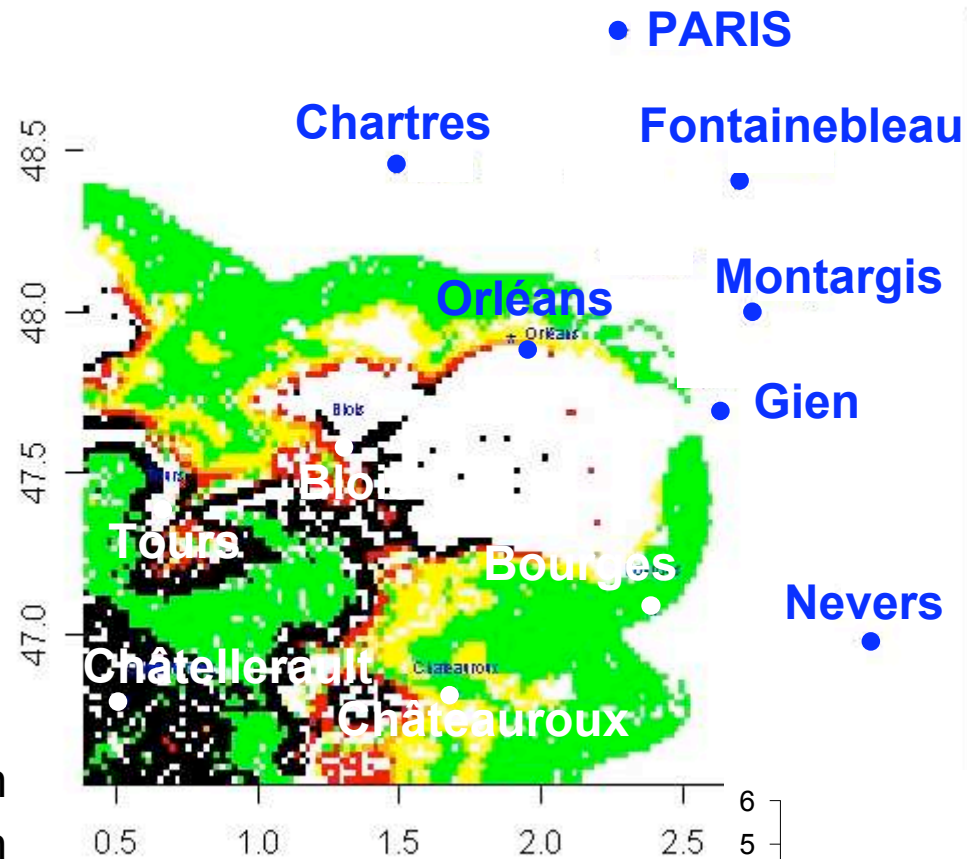 PARIS
Chartres
Fontainebleau
48.5
Montargis
Orléans
48.0
Orléans
Gien
Blois
47.5
Blo
Tours
Bourges
Nevers
47.0
Châtellerault
Chateauroux
Châteauroux
6
0.5 1.0 1.5 2.0 2.5 5